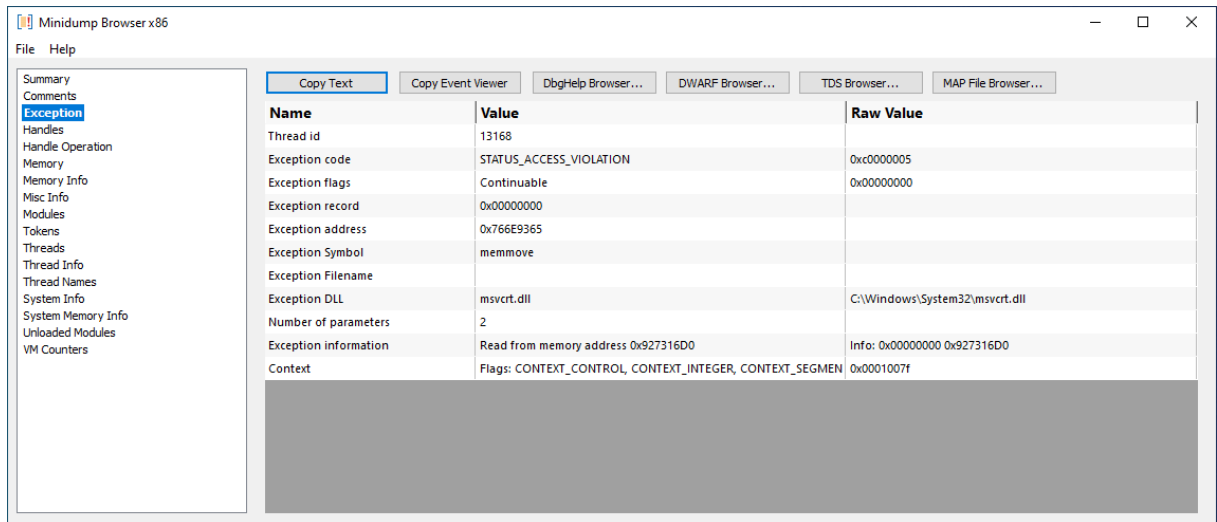 Minidump Browser x86
File Help
Summary
Comments
Exception
Handles
Handle Operation
Memory
Memory Info
Misc Info
Modules
Tokens
Threads
Thread Info
Thread Names
System Info
System Memory Info
Unloaded Modules
VM Counters
Copy Text Copy Event Viewer DbgHelp Browser... DWARF Browser... TDS Browser... MAP File Browser...
Name Value Raw Value
Thread id 13168
Exception code STATUS_ACCESS_VIOLATION 0xc0000005
Exception flags Continuable 0x00000000
Exception record 0x00000000
Exception address 0x766E9365
Exception Symbol memmove
Exception Filename
Exception DLL msvcrt.dll C:\Windows\System32\msvcrt.dll
Number of parameters 2
Exception information Read from memory address 0x927316D0 Info: 0x00000000 0x927316D0
Context Flags: CONTEXT_CONTROL, CONTEXT_INTEGER, CONTEXT_SEGMEN 0x0001007f